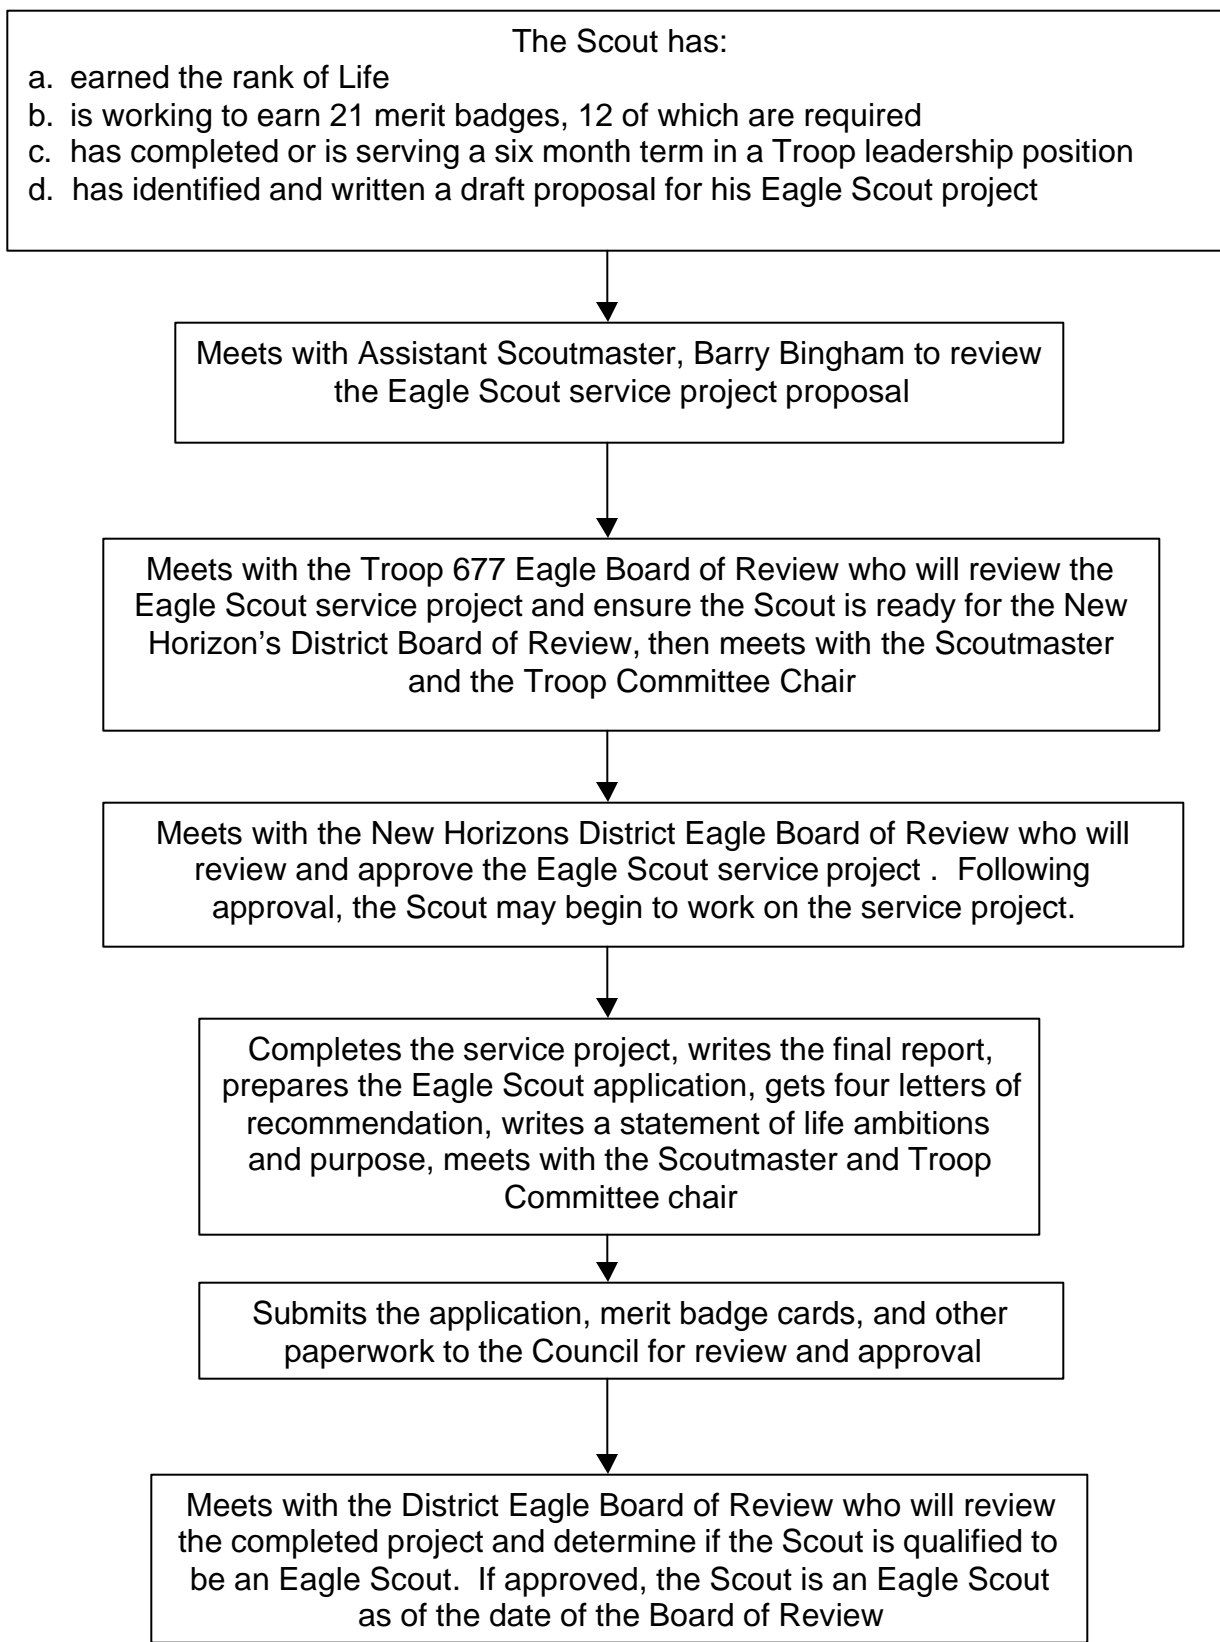 The Scout has:
a. earned the rank of Life
b. is working to earn 21 merit badges, 12 of which are required
c. has completed or is serving a six month term in a Troop leadership position
d. has identified and written a draft proposal for his Eagle Scout project
Meets with Assistant Scoutmaster, Barry Bingham to review
the Eagle Scout service project proposal
Meets with the Troop 677 Eagle Board of Review who will review the
Eagle Scout service project and ensure the Scout is ready for the New
Horizon’s District Board of Review, then meets with the Scoutmaster
and the Troop Committee Chair
Meets with the New Horizons District Eagle Board of Review who will
review and approve the Eagle Scout service project . Following
approval, the Scout may begin to work on the service project.
Completes the service project, writes the final report,
prepares the Eagle Scout application, gets four letters of
recommendation, writes a statement of life ambitions
and purpose, meets with the Scoutmaster and Troop
Committee chair
Submits the application, merit badge cards, and other
paperwork to the Council for review and approval
Meets with the District Eagle Board of Review who will review
the completed project and determine if the Scout is qualified to
be an Eagle Scout. If approved, the Scout is an Eagle Scout
as of the date of the Board of Review